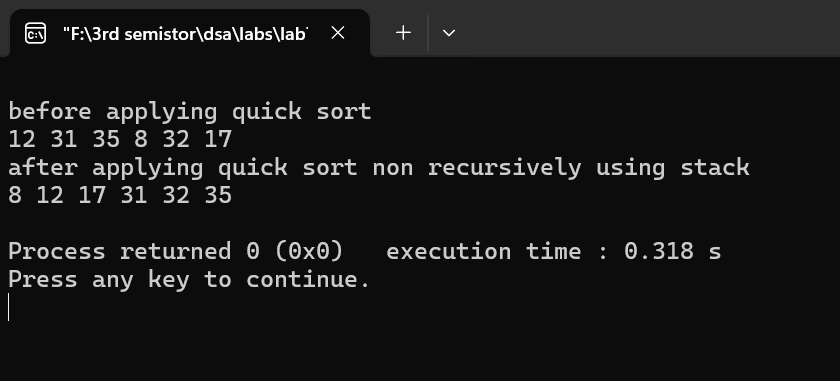 "F:\3rd semistor\dsa\labs\lab
before applying quick sort
12 31 35 8 32 17
after applying quick sort non recursively using stack
8 12 17 31 32 35
Process returned 0 (0x0)   execution time : 0.318 s
Press any key to continue.